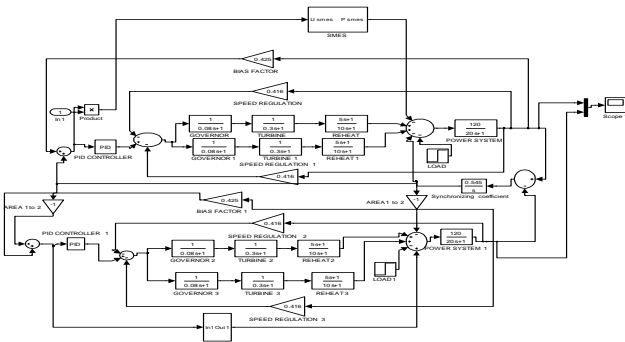 U smes P smes
SMES
0.425
BIAS FACTOR
0.416
SPEED REGULATION
1
In 1
×
Product
PID
PID CONTROLLER
1
0.08s+1
GOVERNOR
1
0.3s+1
TURBINE
5s+1
10s+1
REHEAT
120
20s+1
POWER SYSTEM
Scope
1
0.08s+1
GOVERNOR 1
1
0.3s+1
TURBINE 1
5s+1
10s+1
REHEAT1
LOAD
SPEED REGULATION 1
0.416
0.545
s
Synchronizing coefficient
-1
AREA 1 to 2
0.425
BIAS FACTOR 1
-1
AREA1 to 2
0.416
SPEED REGULATION 2
PID CONTROLLER 1
PID
1
0.08s+1
GOVERNOR2
1
0.3s+1
TURBINE 2
5s+1
10s+1
REHEAT2
120
20s+1
POWER SYSTEM 1
LOAD1
1
0.08s+1
GOVERNOR 3
1
0.3s+1
TURBINE 3
5s+1
10s+1
REHEAT3
0.416
SPEED REGULATION 3
In1 Out1